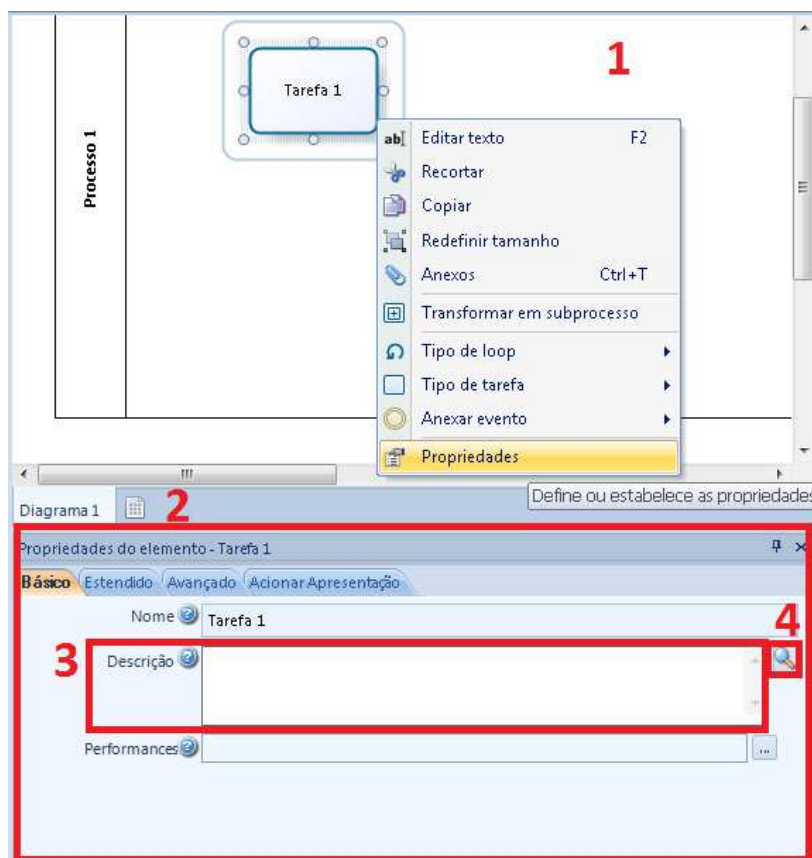 1
Tarefa 1
Processo 1
Editar texto F2
Recortar
Copiar
Redefinir tamanho
Anexos Ctrl+T
Transformar em subprocesso
Tipo de loop
Tipo de tarefa
Anexar evento
Propriedades
Define ou estabelece as propriedades
Diagrama 1
2
Propriedades do elemento - Tarefa 1
Básico Estendido Avançado Acionar Apresentação
Nome Tarefa 1
4
3
Descrição
Performances ...